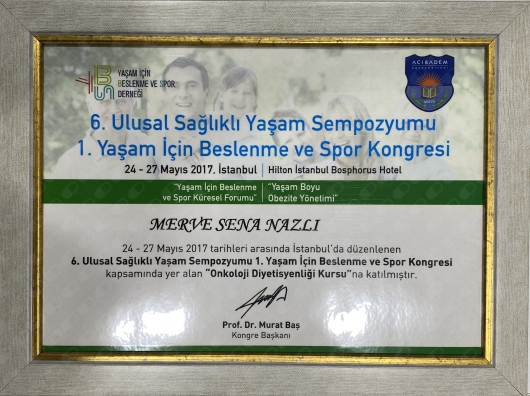 YAŞAM İÇİN
BESLENME VE SPOR
DERNEĞİ
ACIBADEM
6. Ulusal Sağlıklı Yaşam Sempozyumu
1. Yaşam İçin Beslenme ve Spor Kongresi
24 - 27 Mayıs 2017, İstanbul | Hilton İstanbul Bosphorus Hotel
"Yaşam İçin Beslenme
ve Spor Küresel Forumu"
"Yaşam Boyu
Obezite Yönetimi"
MERVE SENA NAZLI
24 - 27 Mayıs 2017 tarihleri arasında İstanbul'da düzenlenen
6. Ulusal Sağlıklı Yaşam Sempozyumu 1. Yaşam İçin Beslenme ve Spor Kongresi
kapsamında yer alan "Onkoloji Diyetisyenliği Kursu"na katılmıştır.
Prof. Dr. Murat Baş
Kongre Başkanı